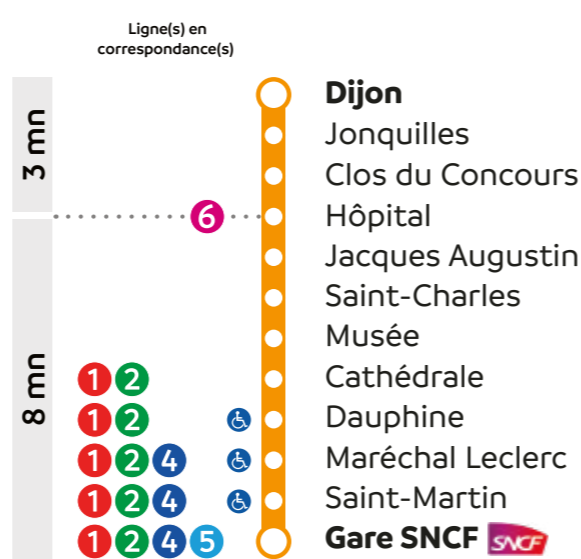 Ligne(s) en
correspondance(s)
3 mn
8 mn
Dijon
Jonquilles
Clos du Concours
6 Hôpital
Jacques Augustin
Saint-Charles
Musée
1 2 Cathédrale
1 2 Dauphine
1 2 4 Maréchal Leclerc
1 2 4 Saint-Martin
1 2 4 5 Gare SNCF SNCF